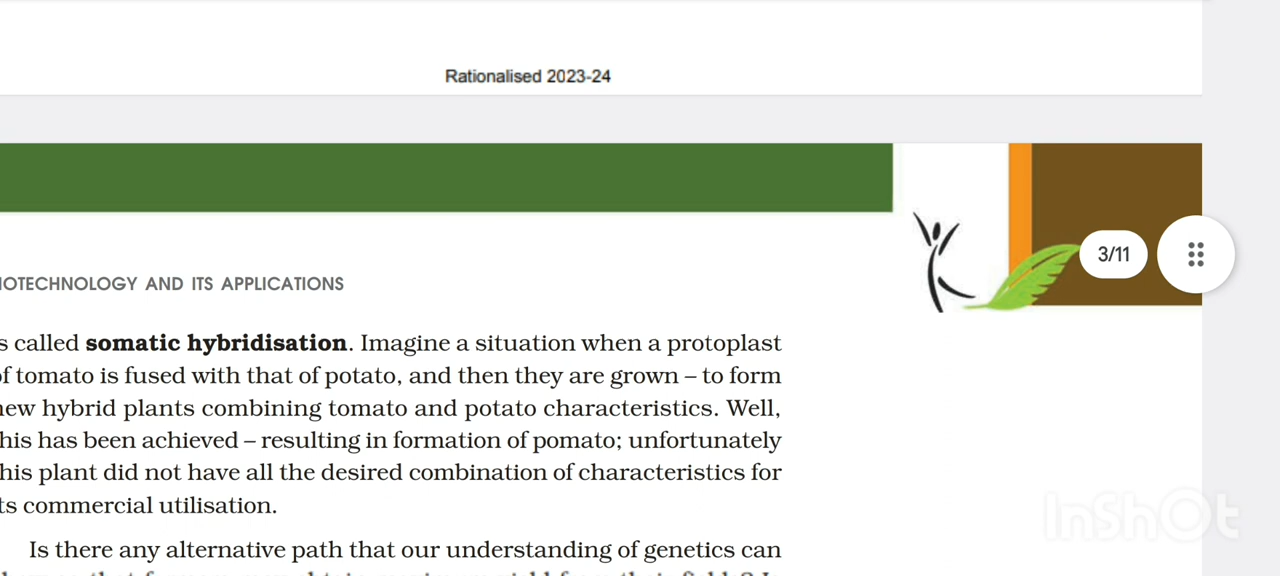 Rationalised 2023-24
3/11
OTECHNOLOGY AND ITS APPLICATIONS
s called somatic hybridisation. Imagine a situation when a protoplast
of tomato is fused with that of potato, and then they are grown – to form
new hybrid plants combining tomato and potato characteristics. Well,
his has been achieved – resulting in formation of pomato; unfortunately
his plant did not have all the desired combination of characteristics for
ts commercial utilisation.
Is there any alternative path that our understanding of genetics can
InShOt